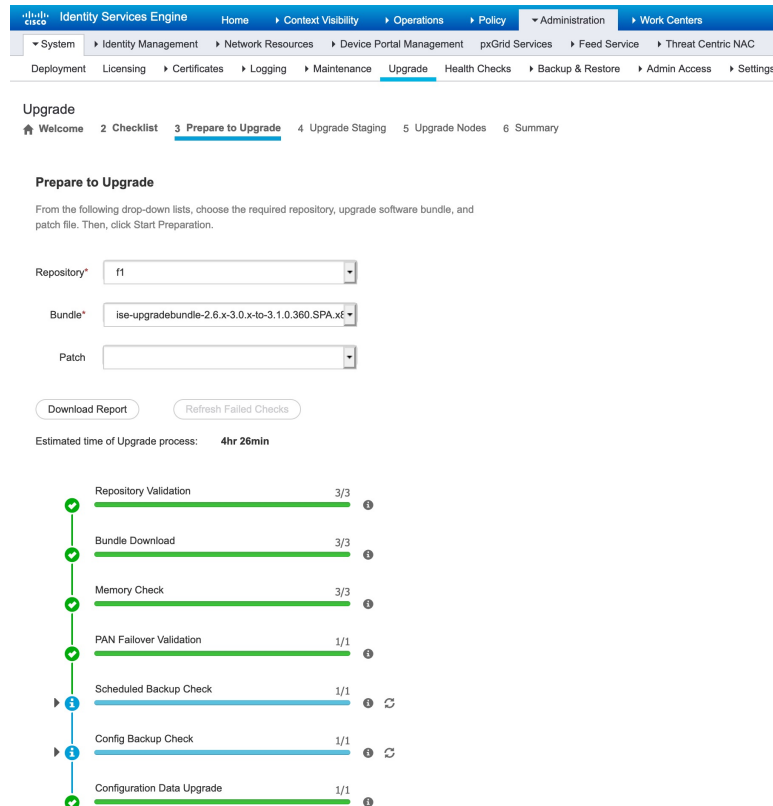 CISCO Identity Services Engine Home Context Visibility Operations Policy Administration Work Centers
System Identity Management Network Resources Device Portal Management pxGrid Services Feed Service Threat Centric NAC
Deployment Licensing Certificates Logging Maintenance Upgrade Health Checks Backup & Restore Admin Access Settings
Upgrade
Welcome 2 Checklist 3 Prepare to Upgrade 4 Upgrade Staging 5 Upgrade Nodes 6 Summary
Prepare to Upgrade
From the following drop-down lists, choose the required repository, upgrade software bundle, and
patch file. Then, click Start Preparation.
Repository* f1
Bundle* ise-upgradebundle-2.6.x-3.0.x-to-3.1.0.360.SPA.x8
Patch
Download Report Refresh Failed Checks
Estimated time of Upgrade process: 4hr 26min
Repository Validation 3/3
Bundle Download 3/3
Memory Check 3/3
PAN Failover Validation 1/1
Scheduled Backup Check 1/1
Config Backup Check 1/1
Configuration Data Upgrade 1/1